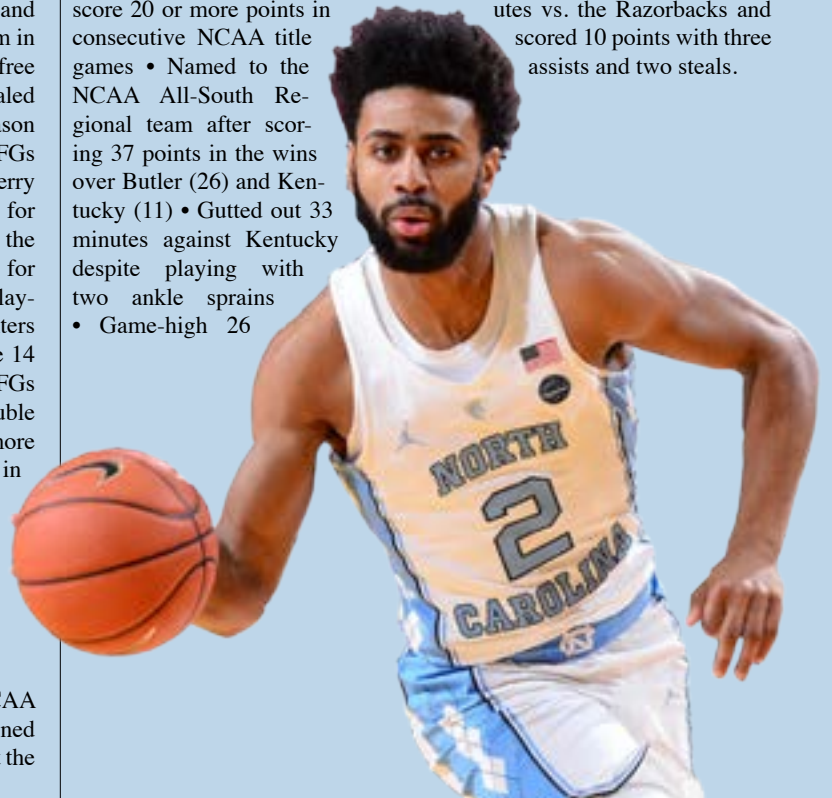 and
m in
free
aled
ason
FGs
erry
for
the
for
lay-
ters
e 14
FGs
uble
more
in
CAA
ned
the
score 20 or more points in
consecutive NCAA title
games • Named to the
NCAA All-South Re-
gional team after scor-
ing 37 points in the wins
over Butler (26) and Ken-
tucky (11) • Gutted out 33
minutes against Kentucky
despite playing with
two ankle sprains
• Game-high 26
utes vs. the Razorbacks and
scored 10 points with three
assists and two steals.
NORTH
2
CAROLINA
NC